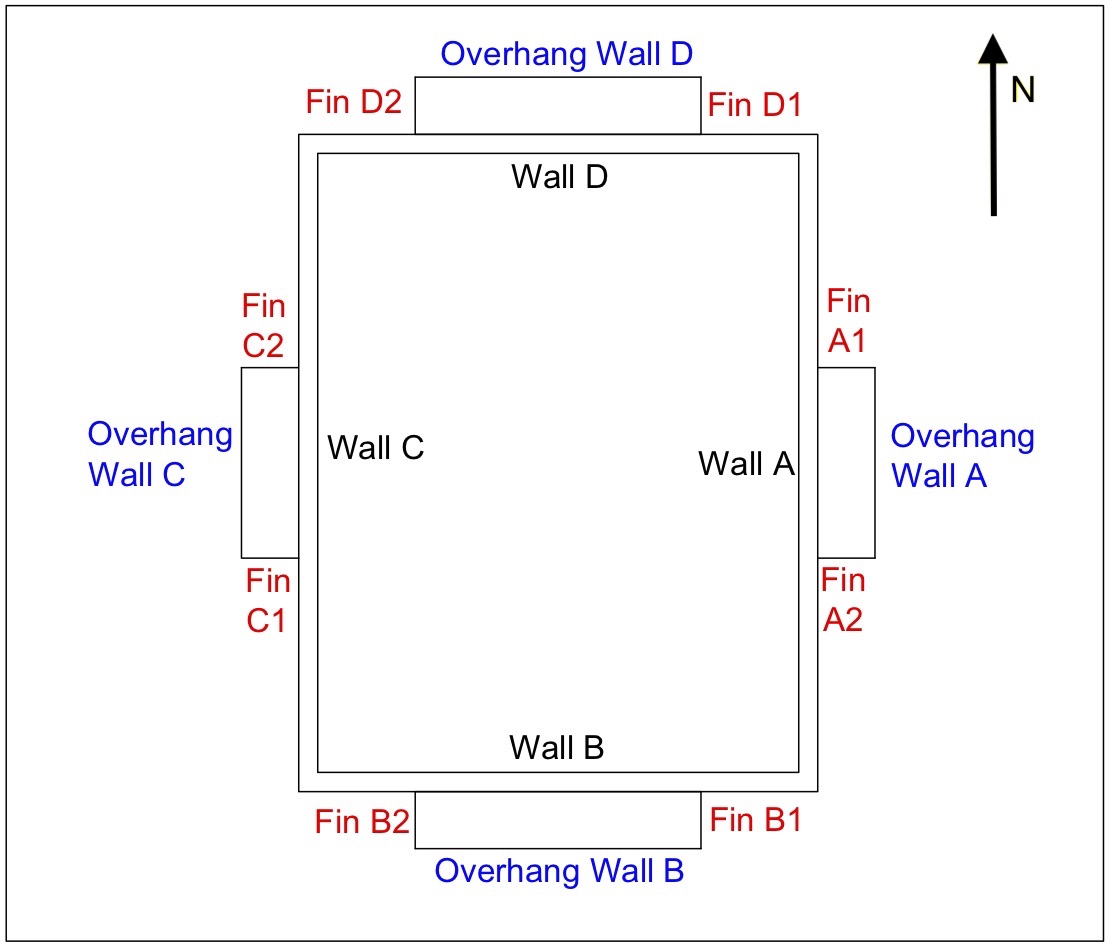 Overhang Wall D
Fin D2
Fin D1
N
Wall D
Fin
C2
Fin
A1
Overhang
Wall C
Wall C
Wall A
Overhang
Wall A
Fin
C1
Fin
A2
Wall B
Fin B2
Fin B1
Overhang Wall B